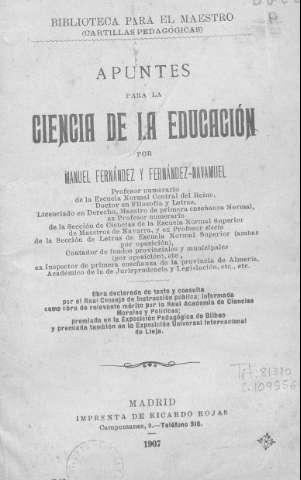 BIBLIOTECA PARA EL MAESTRO
(CARTILLAS PEDAGÓGICAS)
APUNTES
PARA LA
CIENCIA DE LA EDUCACIÓN
POR
MANUEL FERNÁNDEZ Y FERNÁNDEZ-NAVAMUEL
Profesor numerario
de la Escuela Normal Central del Reino,
Doctor en Filosofía y Letras,
Licenciado en Derecho, Maestro de primera enseñanza Normal,
ex Profesor numerario
de la Sección de Ciencias de la Escuela Normal Superior
de Maestros de Navarra, y ex Profesor electo
de la Sección de Letras de Escuela Normal Superior (ambas
por oposición),
Contador de fondos provinciales y municipales
(por oposición), etc.,
ex Inspector de primera enseñanza de la provincia de Almería,
Académico de la de Jurisprudencia y Legislación, etc., etc.
Obra declarada de texto y consulta
por el Real Consejo de Instrucción pública; informada
como obra de relevante mérito por la Real Academia de Ciencias
Morales y Políticas;
premiada en la Exposición Pedagógica de Bilbao
y premiada también en la Exposición Universal Internacional
de Lieja.
MADRID
IMPRENTA DE RICARDO ROJAS
Campomanes, 8.—Teléfono 316.
1907